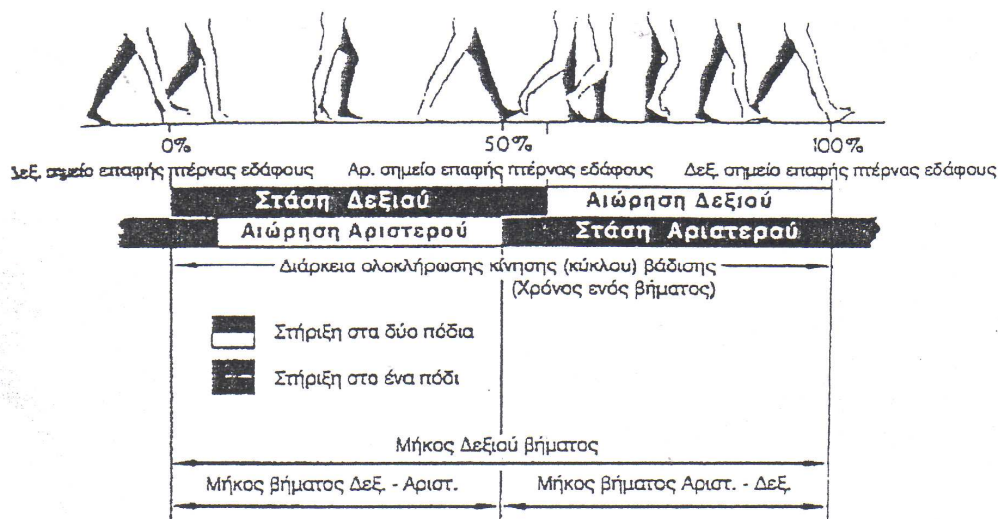 0% 50% 100%
Δεξ. σημείο επαφής πτέρνας εδάφους Αρ. σημείο επαφής πτέρνας εδάφους Δεξ. σημείο επαφής πτέρνας εδάφους
Στάση Δεξιού Αιώρηση Δεξιού
Αιώρηση Αριστερού Στάση Αριστερού
Διάρκεια ολοκλήρωσης κίνησης (κύκλου) βάδισης
(Χρόνος ενός βήματος)
Στήριξη στα δύο πόδια
Στήριξη στο ένα πόδι
Μήκος Δεξιού βήματος
Μήκος βήματος Δεξ. - Αριστ. Μήκος βήματος Αριστ. - Δεξ.